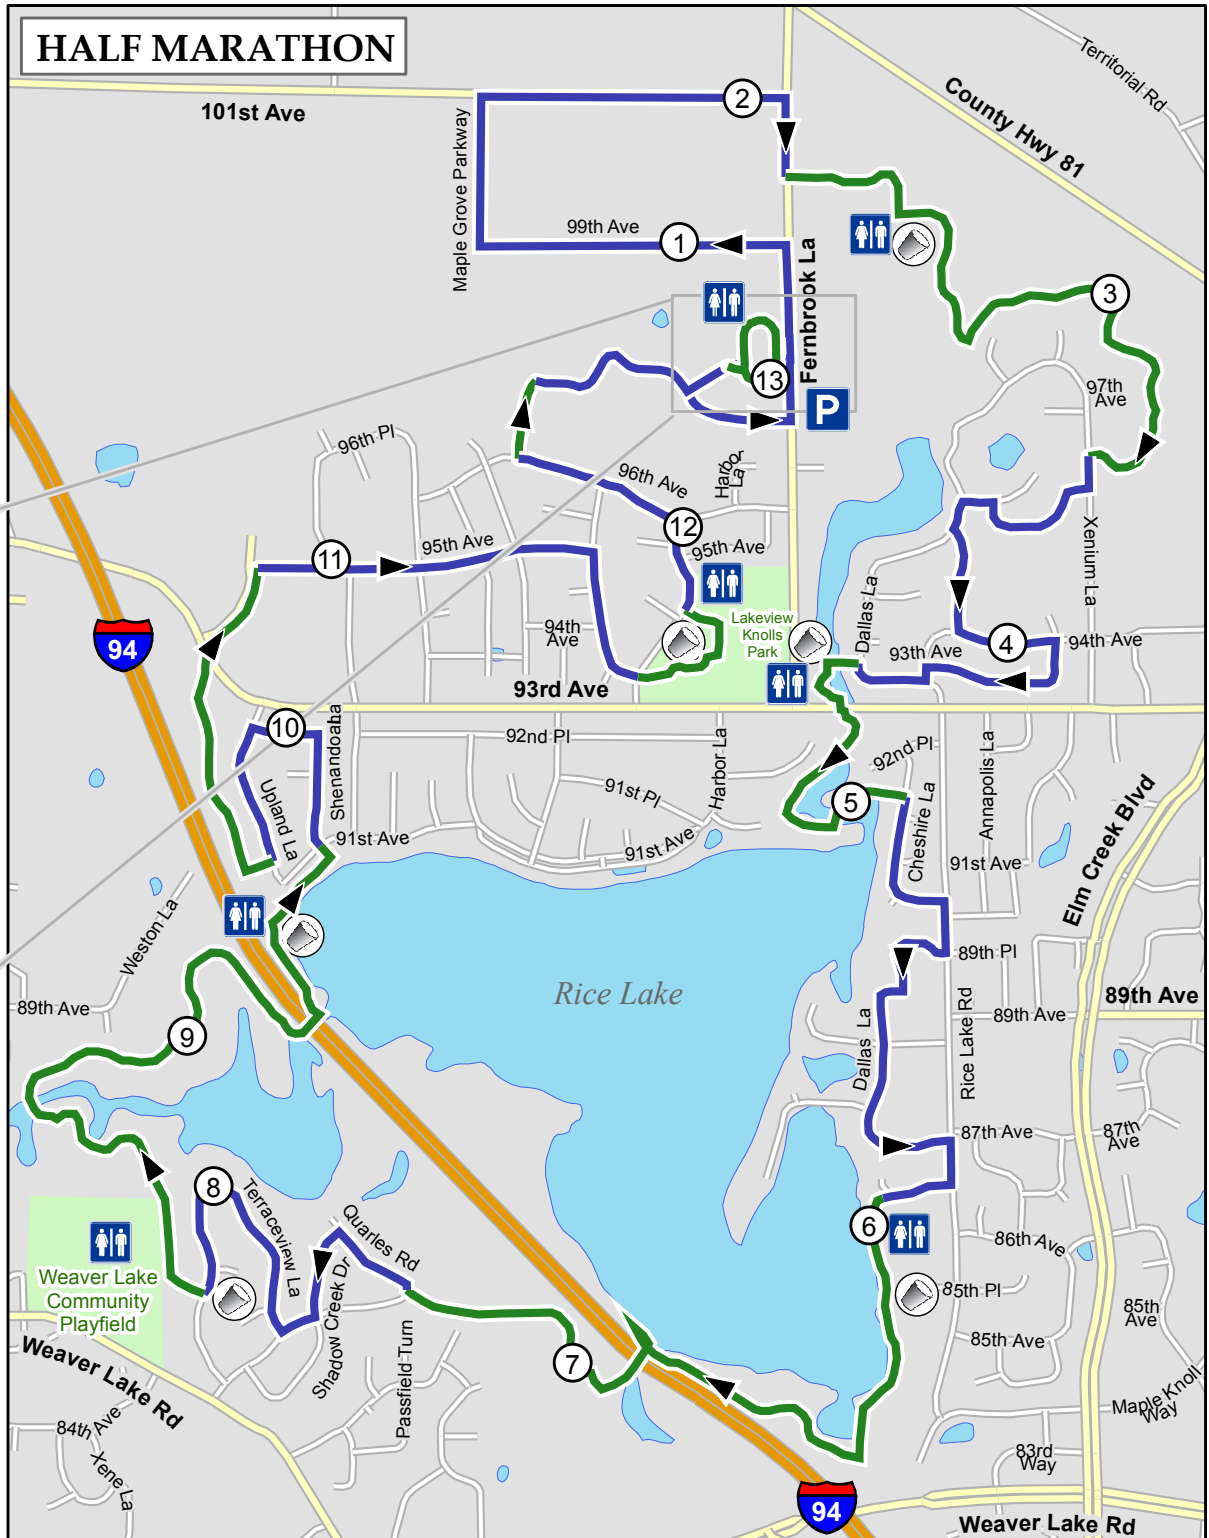 HALF MARATHON
Territorial Rd
County Hwy 81
101st Ave
2
Maple Grove Parkway
99th Ave
1
Fernbrook La
3
13
P
97th
Ave
96th Pl
96th Ave
Harbor
La
12
95th Ave
11
95th Ave
Xenium La
Dallas La
94
94th
Ave
Lakeview
Knolls
Park
93rd Ave
4
94th Ave
93rd Ave
10
Shenandoaba
92nd Pl
Harbor La
92nd Pl
Annapolis La
Upland La
91st Pl
5
Cheshire La
Elm Creek Blvd
91st Ave
91st Ave
91st Ave
Weston La
89th Pl
Rice Lake
89th Ave
89th Ave
89th Ave
9
Dallas La
Rice Lake Rd
87th Ave
87th
Ave
8
Terraceview La
Quarles Rd
6
86th Ave
Weaver Lake
Community
Playfield
Shadow Creek Dr
85th Pl
85th
Ave
85th Ave
7
Weaver Lake Rd
Passfield Turn
Maple Knoll
Way
84th Ave
Xene La
83rd
Way
94
Weaver Lake Rd